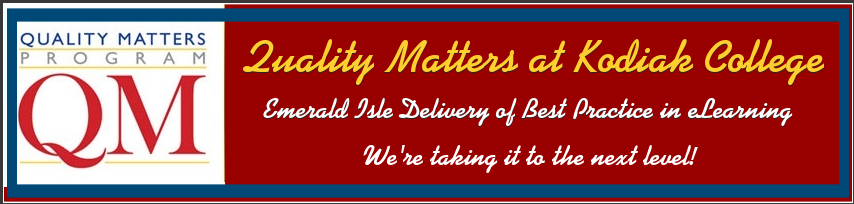 QUALITY MATTERS
PROGRAM
QM
Quality Matters at Kodiak College
Emerald Isle Delivery of Best Practice in eLearning
We're taking it to the next level!